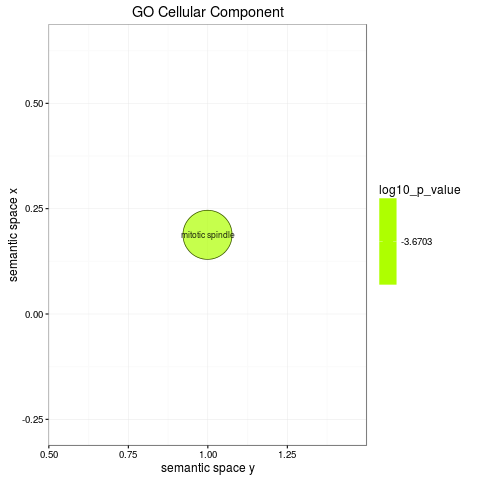 GO Cellular Component
0.50
0.25
0.00
-0.25
semantic space x
mitotic spindle
0.50 0.75 1.00 1.25
semantic space y
log10_p_value
-3.6703